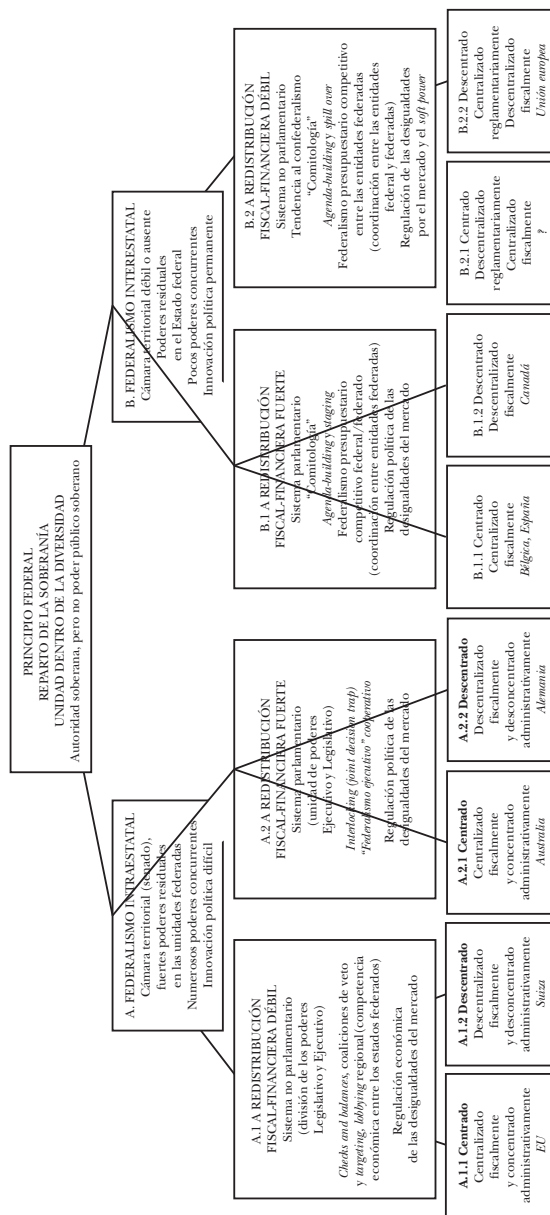 PRINCIPIO FEDERAL
REPARTO DE LA SOBERANÍA
UNIDAD DENTRO DE LA DIVERSIDAD
Autoridad soberana, pero no poder público soberano
A. FEDERALISMO INTRAESTATAL
Cámara territorial (senado),
fuertes poderes residuales
en las unidades federadas
Numerosos poderes concurrentes
Innovación política difícil
B. FEDERALISMO INTERESTATAL
Cámara territorial débil o ausente
Poderes residuales
en el Estado federal
Pocos poderes concurrentes
Innovación política permanente
A.1 A REDISTRIBUCIÓN
FISCAL-FINANCIERA DÉBIL
Sistema no parlamentario
(división de los poderes
Legislativo y Ejecutivo)
Checks and balances, coaliciones de veto
y targeting, lobbying regional (competencia
económica entre los estados federados)
Regulación económica
de las desigualdades del mercado
A.2 A REDISTRIBUCIÓN
FISCAL-FINANCIERA FUERTE
Sistema parlamentario
(unidad de poderes
Ejecutivo y Legislativo)
Interlocking (joint decision trap)
“Federalismo ejecutivo” cooperativo
Regulación política de las
desigualdades del mercado
B.1 A REDISTRIBUCIÓN
FISCAL-FINANCIERA FUERTE
Sistema parlamentario
“Comitología”
Agenda-building y staging
Federalismo presupuestario
competitivo federal/federado
(coordinación entre entidades federadas)
Regulación política de las
desigualdades del mercado
B.2 A REDISTRIBUCIÓN
FISCAL-FINANCIERA DÉBIL
Sistema no parlamentario
Tendencia al confederalismo
“Comitología”
Agenda-building y spill over
Federalismo presupuestario competitivo
entre las entidades federadas
(coordinación entre las entidades
federal y federadas)
Regulación de las desigualdades
por el mercado y el soft power
A.1.1 Centrado
Centralizado
fiscalmente
y concentrado
administrativamente
EU
A.1.2 Descentrado
Descentralizado
fiscalmente
y desconcentrado
administrativamente
Suiza
A.2.1 Centrado
Centralizado
fiscalmente
y concentrado
administrativamente
Australia
A.2.2 Descentrado
Descentralizado
fiscalmente
y desconcentrado
administrativamente
Alemania
B.1.1 Centrado
Centralizado
fiscalmente
Bélgica, España
B.1.2 Descentrado
Descentralizado
fiscalmente
Canadá
B.2.1 Centrado
Descentralizado
reglamentariamente
Centralizado
fiscalmente
?
B.2.2 Descentrado
Centralizado
reglamentariamente
Descentralizado
fiscalmente
Unión europea